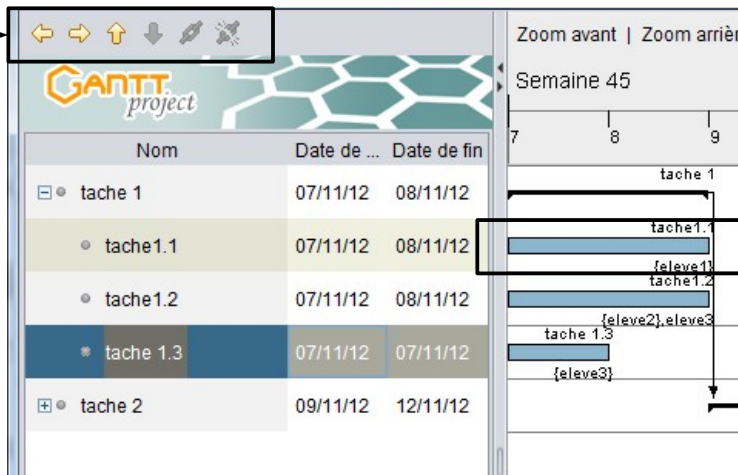 Zoom avant | Zoom arrièr
GANTT
project
Semaine 45
7 8 9
Nom Date de ... Date de fin
tache 1
tache 1 07/11/12 08/11/12
tache1.1
tache1.1 07/11/12 08/11/12
{eleve1}
tache1.2
tache1.2 07/11/12 08/11/12
{eleve2},eleve3
tache 1.3
tache 1.3 07/11/12 07/11/12
{eleve3}
tache 2 09/11/12 12/11/12